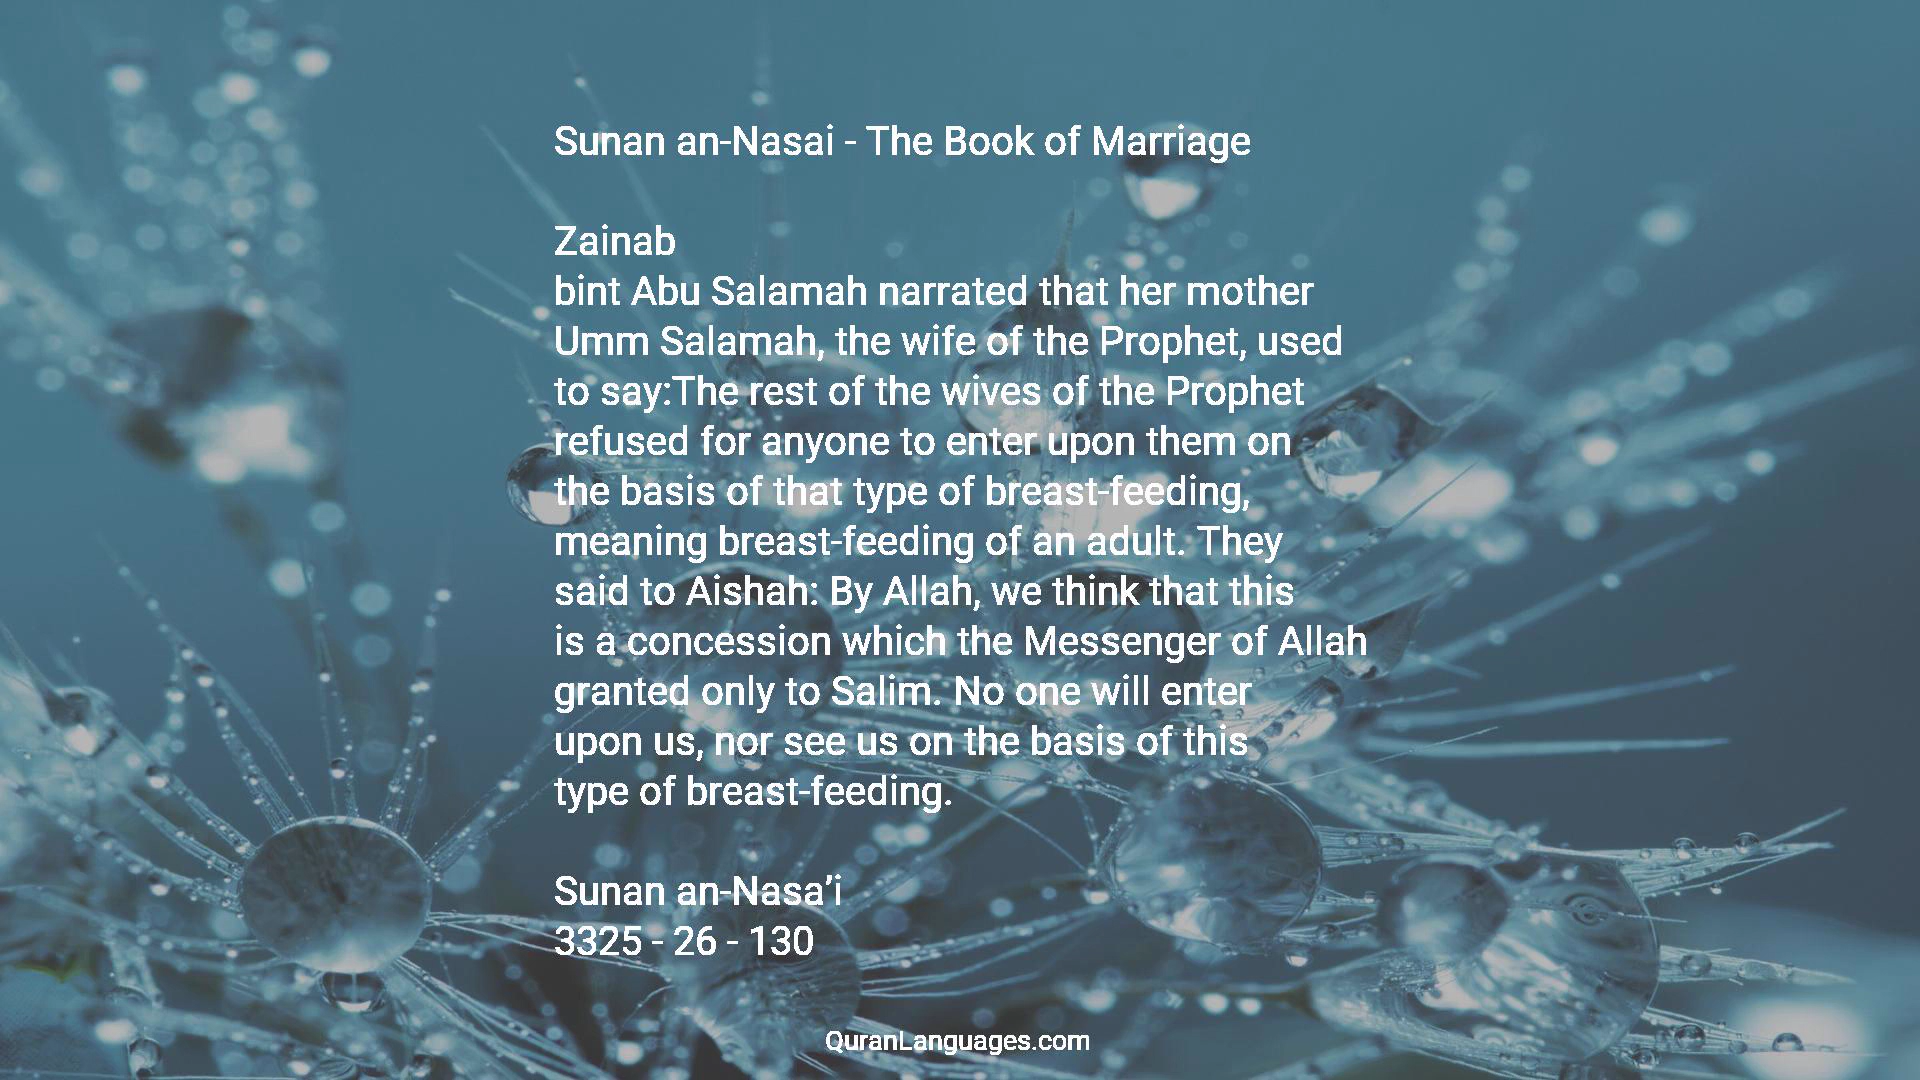 Sunan an-Nasai - The Book of Marriage
Zainab
bint Abu Salamah narrated that her mother
Umm Salamah, the wife of the Prophet, used
to say:The rest of the wives of the Prophet
refused for anyone to enter upon them on
the basis of that type of breast-feeding,
meaning breast-feeding of an adult. They
said to Aishah: By Allah, we think that this
is a concession which the Messenger of Allah
granted only to Salim. No one will enter
upon us, nor see us on the basis of this
type of breast-feeding.
Sunan an-Nasa’i
3325 - 26 - 130
QuranLanguages.com